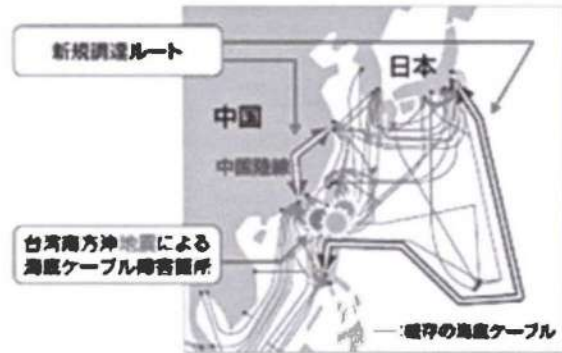 新規調達ルート
日本
中国
中国陸線
台湾南方沖地震による
海底ケーブル障害箇所
:既存の海底ケーブル